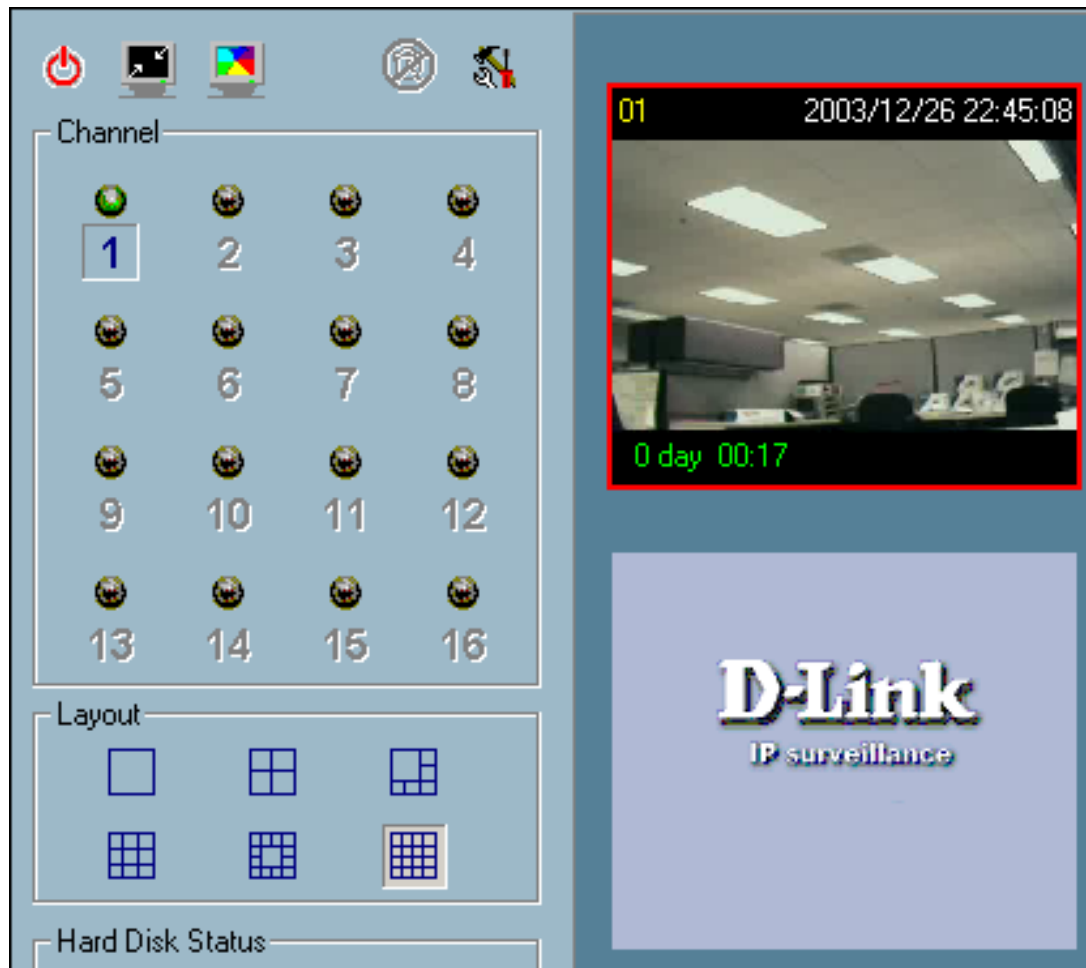 Channel
1 2 3 4
5 6 7 8
9 10 11 12
13 14 15 16
Layout
Hard Disk Status
01 2003/12/26 22:45:08
0 day 00:17
D-Link
IP surveillance